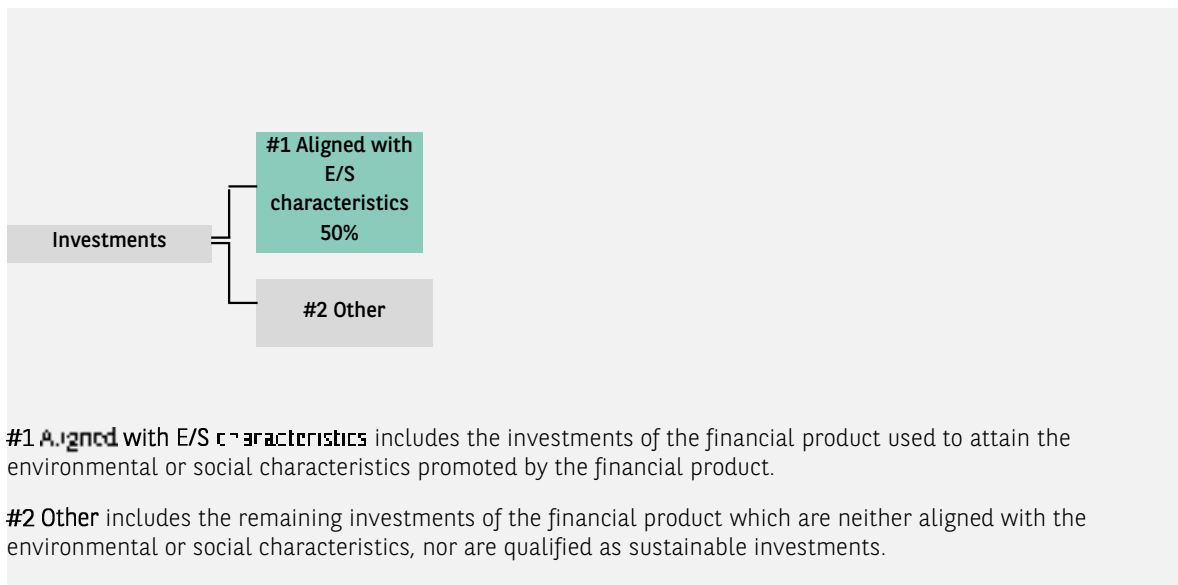 #1 Aligned with
E/S
characteristics
50%
Investments
#2 Other
#1 Aligned with E/S characteristics includes the investments of the financial product used to attain the
environmental or social characteristics promoted by the financial product.
#2 Other includes the remaining investments of the financial product which are neither aligned with the
environmental or social characteristics, nor are qualified as sustainable investments.